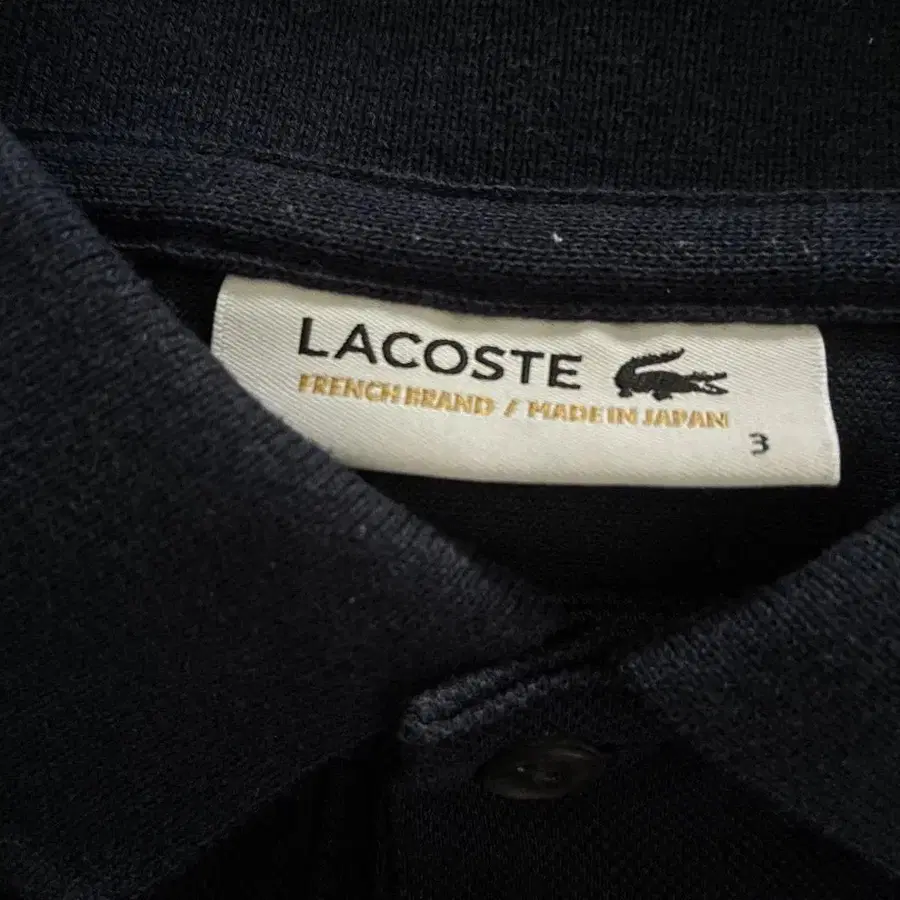 LACOSTE
FRENCH BRAND / MADE IN JAPAN
3